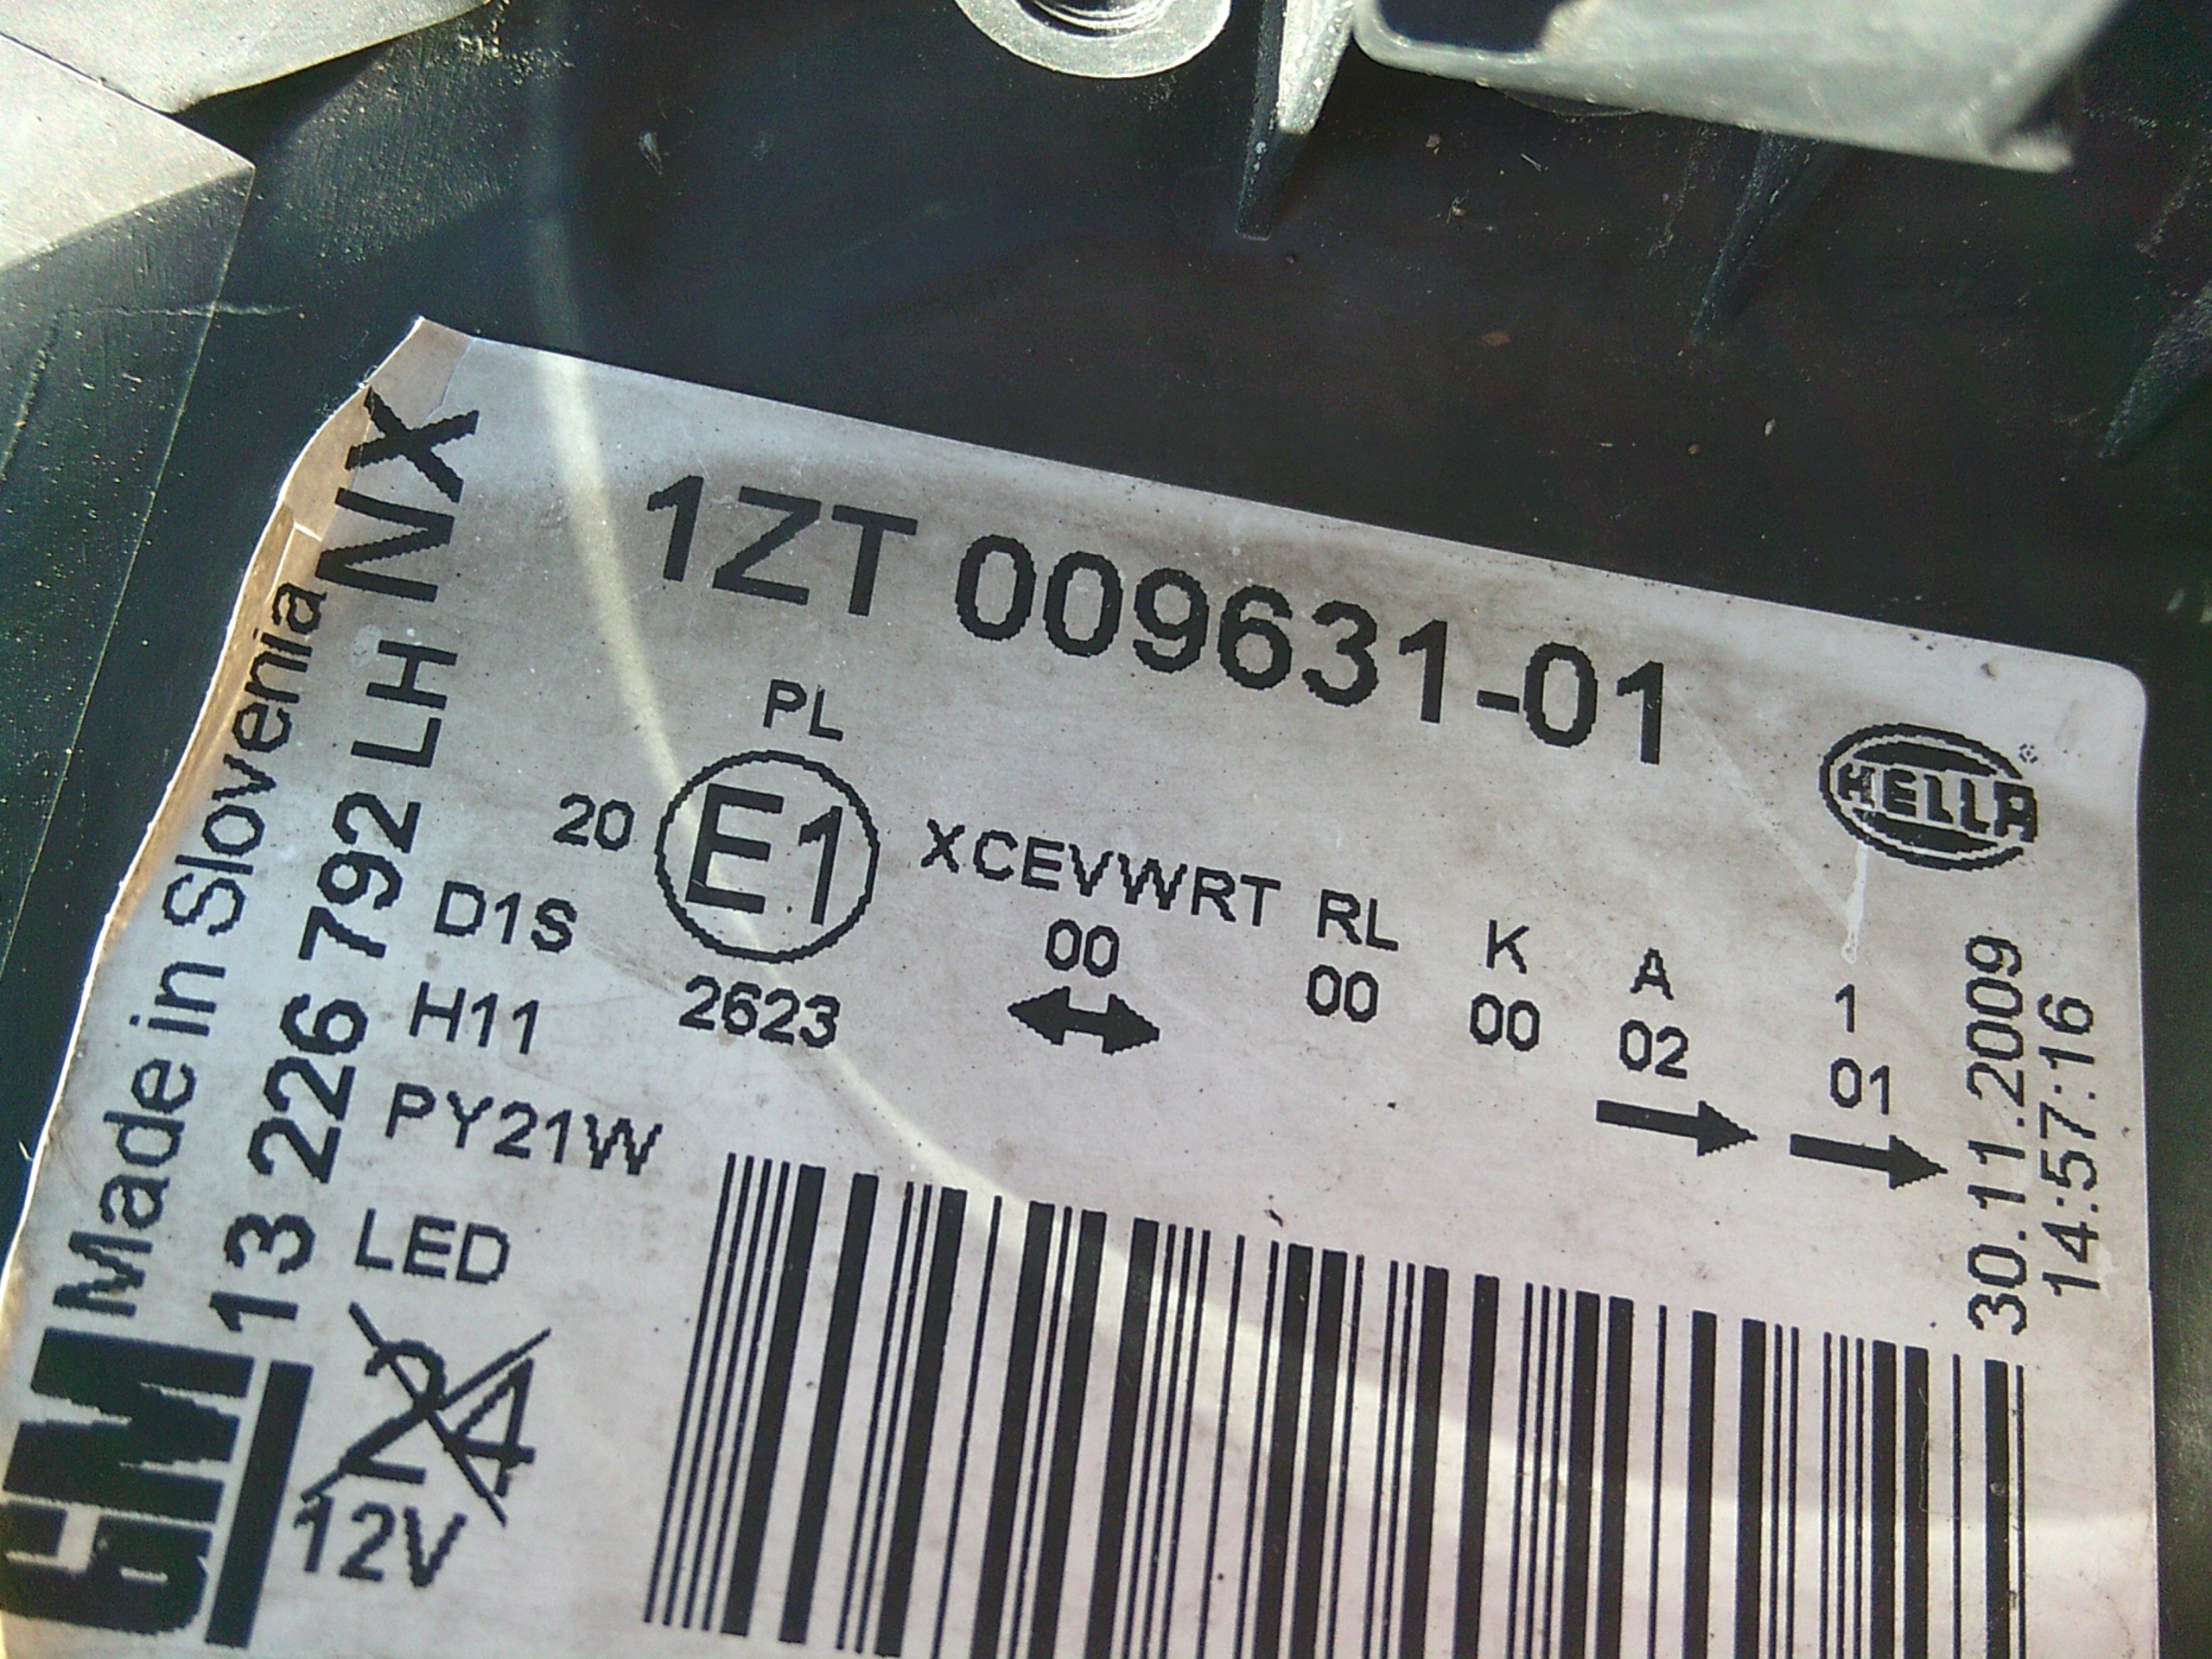 1ZT 009631-01
HELLA®
PL
20 E1 XCEVWRT RL K A 1
2623 00 00 00 02 01
D1S
H11
PY21W
LED
24
12V
GM
Made in Slovenia
13 226 792 LH NX
30.11.2009
14:57:16